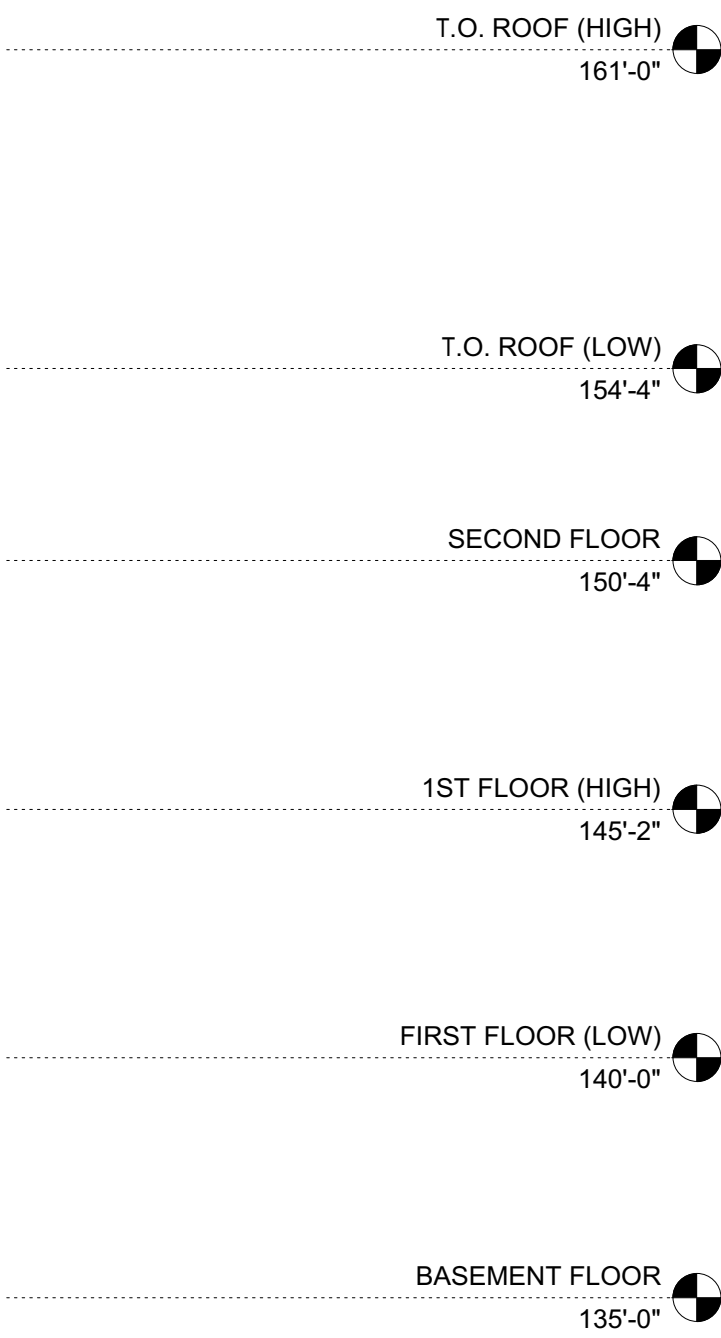 T.O. ROOF (HIGH)
161'-0"
T.O. ROOF (LOW)
154'-4"
SECOND FLOOR
150'-4"
1ST FLOOR (HIGH)
145'-2"
FIRST FLOOR (LOW)
140'-0"
BASEMENT FLOOR
135'-0"